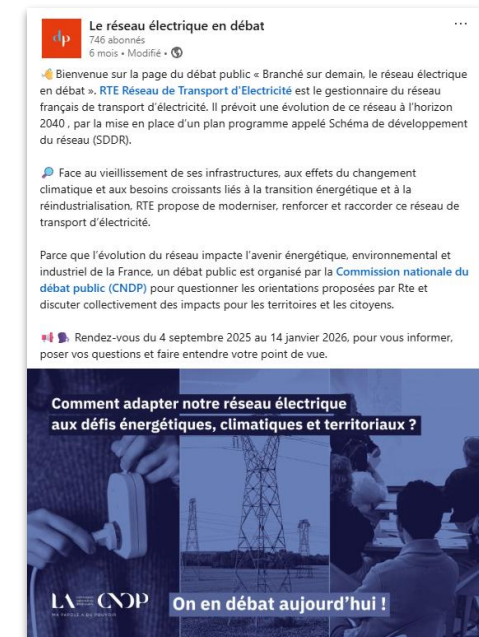 dp
Le réseau électrique en débat
746 abonnés
6 mois • Modifié •
Bienvenue sur la page du débat public « Branché sur demain, le réseau électrique
en débat ». RTE Réseau de Transport d'Electricité est le gestionnaire du réseau
français de transport d'électricité. Il prévoit une évolution de ce réseau à l'horizon
2040 , par la mise en place d'un plan programme appelé Schéma de développement
du réseau (SDDR).
Face au vieillissement de ses infrastructures, aux effets du changement
climatique et aux besoins croissants liés à la transition énergétique et à la
réindustrialisation, RTE propose de moderniser, renforcer et raccorder ce réseau de
transport d'électricité.
Parce que l'évolution du réseau impacte l'avenir énergétique, environnemental et
industriel de la France, un débat public est organisé par la Commission nationale du
débat public (CNDP) pour questionner les orientations proposées par Rte et
discuter collectivement des impacts pour les territoires et les citoyens.
Rendez-vous du 4 septembre 2025 au 14 janvier 2026, pour vous informer,
poser vos questions et faire entendre votre point de vue.
Comment adapter notre réseau électrique
aux défis énergétiques, climatiques et territoriaux ?
LA CNDP
On en débat aujourd'hui !